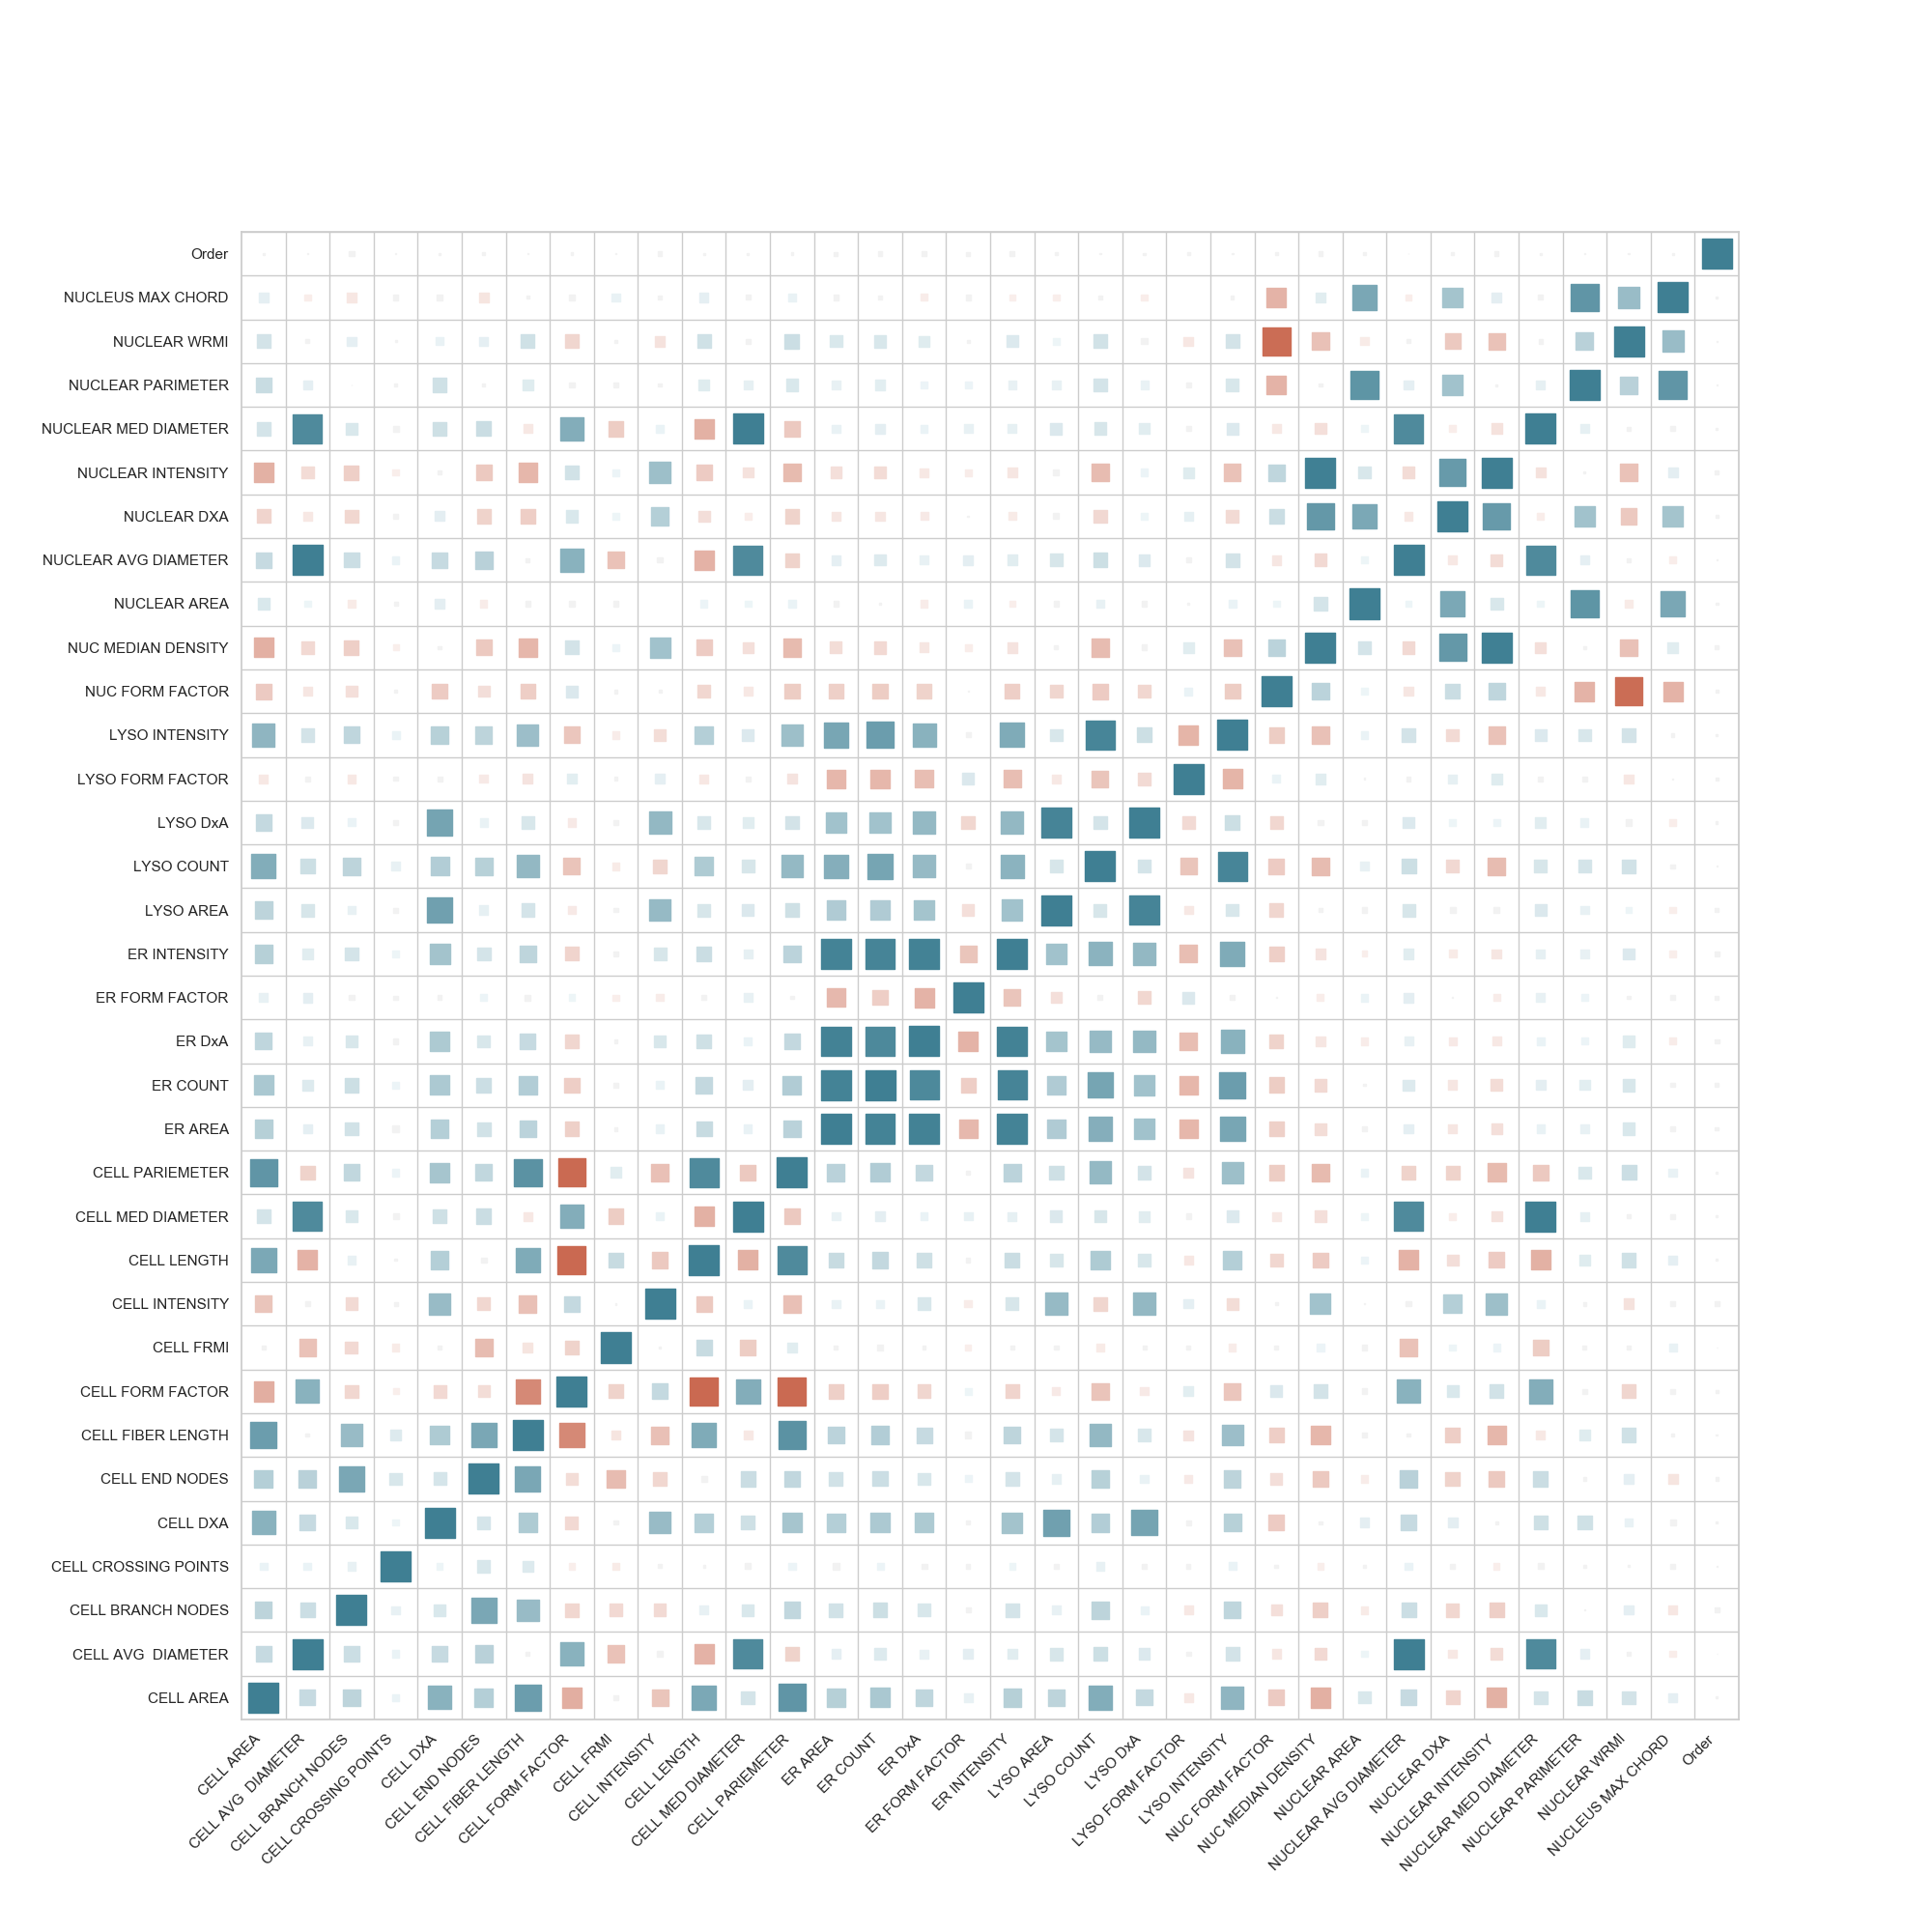 Order
NUCLEUS MAX CHORD
NUCLEAR WRMI
NUCLEAR PARIMETER
NUCLEAR MED DIAMETER
NUCLEAR INTENSITY
NUCLEAR DXA
NUCLEAR AVG DIAMETER
NUCLEAR AREA
NUC MEDIAN DENSITY
NUC FORM FACTOR
LYSO INTENSITY
LYSO FORM FACTOR
LYSO DxA
LYSO COUNT
LYSO AREA
ER INTENSITY
ER FORM FACTOR
ER DxA
ER COUNT
ER AREA
CELL PARIEMETER
CELL MED DIAMETER
CELL LENGTH
CELL INTENSITY
CELL FRMI
CELL FORM FACTOR
CELL FIBER LENGTH
CELL END NODES
CELL DXA
CELL CROSSING POINTS
CELL BRANCH NODES
CELL AVG  DIAMETER
CELL AREA
CELL AREA
CELL AVG  DIAMETER
CELL BRANCH NODES
CELL CROSSING POINTS
CELL DXA
CELL END NODES
CELL FIBER LENGTH
CELL FORM FACTOR
CELL FRMI
CELL INTENSITY
CELL LENGTH
CELL MED DIAMETER
CELL PARIEMETER
ER AREA
ER COUNT
ER DxA
ER FORM FACTOR
ER INTENSITY
LYSO AREA
LYSO COUNT
LYSO DxA
LYSO FORM FACTOR
LYSO INTENSITY
NUC FORM FACTOR
NUC MEDIAN DENSITY
NUCLEAR AREA
NUCLEAR AVG DIAMETER
NUCLEAR DXA
NUCLEAR INTENSITY
NUCLEAR MED DIAMETER
NUCLEAR PARIMETER
NUCLEAR WRMI
NUCLEUS MAX CHORD
Order